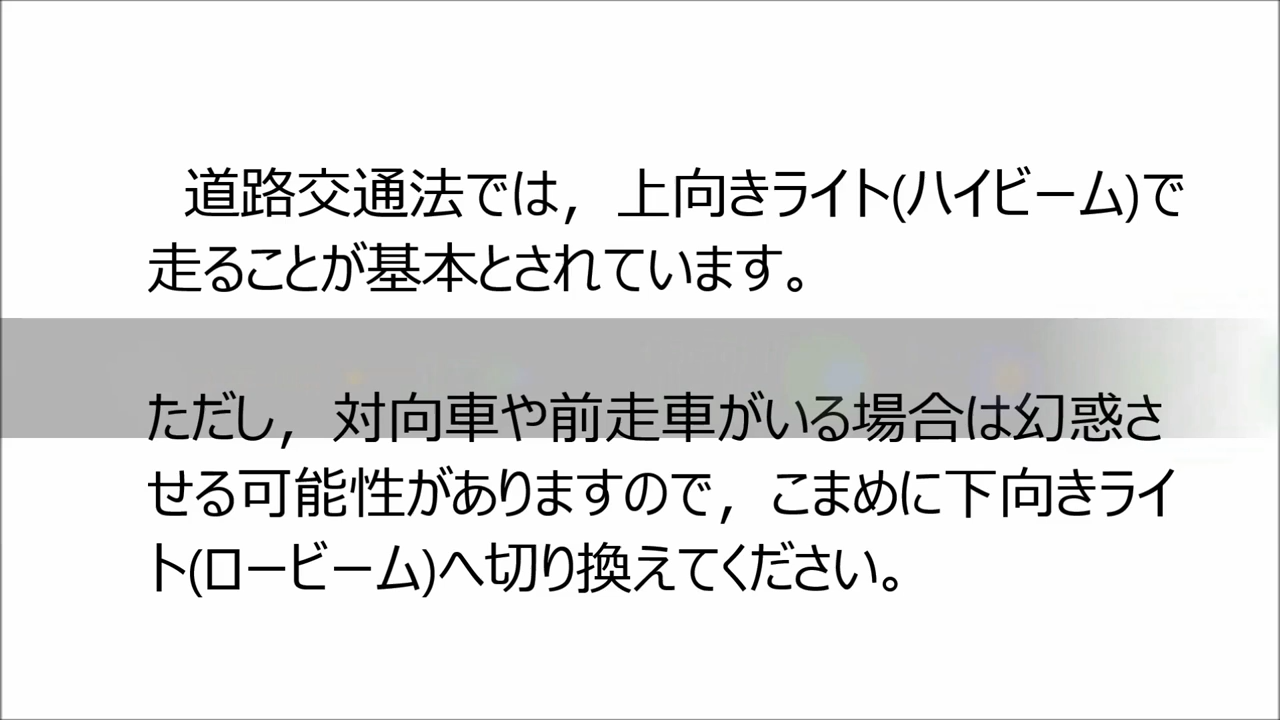 道路交通法では，上向きライト(ハイビーム)で
走ることが基本とされています。
ただし，対向車や前走車がいる場合は幻惑さ
せる可能性がありますので，こまめに下向きライ
ト(ロービーム)へ切り換えてください。